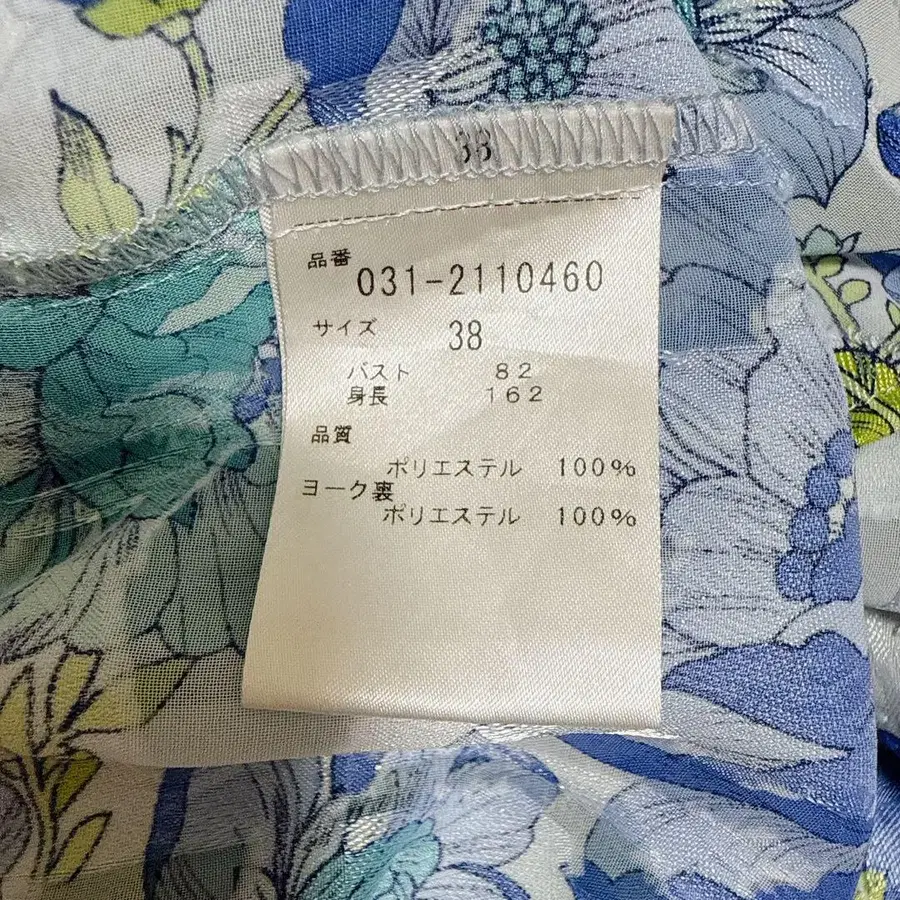 38
品番
031-2110460
サイズ 38
バスト 82
身長 162
品質
ポリエステル 100%
ヨーク裏
ポリエステル 100%